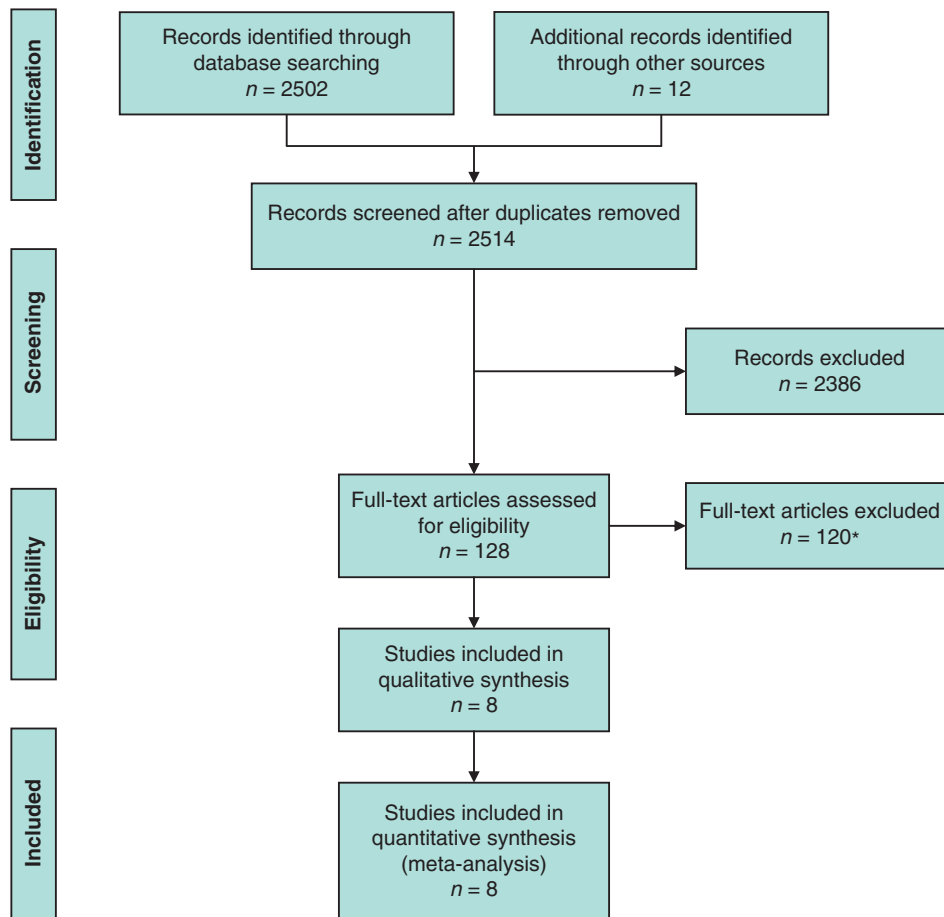 Identification
Records identified through
database searching
n = 2502
Additional records identified
through other sources
n = 12
Records screened after duplicates removed
n = 2514
Screening
Records excluded
n = 2386
Eligibility
Full-text articles assessed
for eligibility
n = 128
Full-text articles excluded
n = 120*
Studies included in
qualitative synthesis
n = 8
Included
Studies included in
quantitative synthesis
(meta-analysis)
n = 8